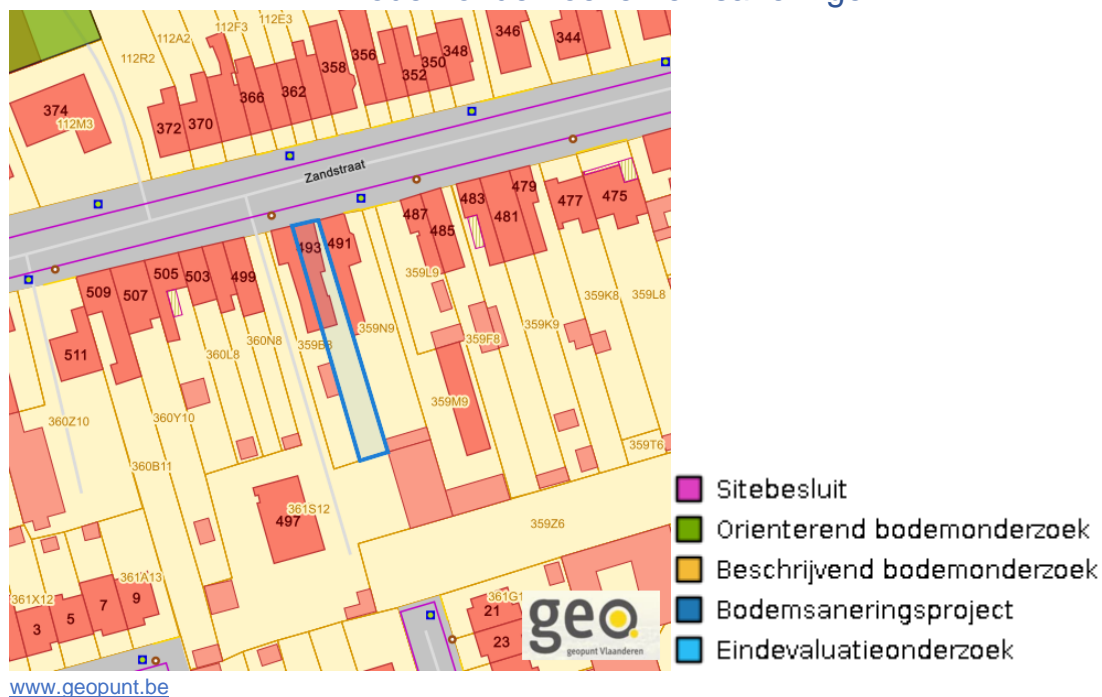 112F3
112E3
112A2
112R2
346
344
348
350
352
356
358
362
366
370
372
374
112M3
Zandstraat
479
483
481
477
475
487
485
493
491
505
503
499
509
507
511
359L9
359K8
359L8
359N9
359F8
359K9
360L8
360N8
360Z10
360Y10
359M9
359T6
360B11
361S12
497
359Z6
361A13
361X12
3
5
7
9
21
23
geo
geopunt Vlaanderen
Sitebesluit
Orienterend bodemonderzoek
Beschrijvend bodemonderzoek
Bodemsaneringsproject
Eindevaluatieonderzoek
www.geopunt.be